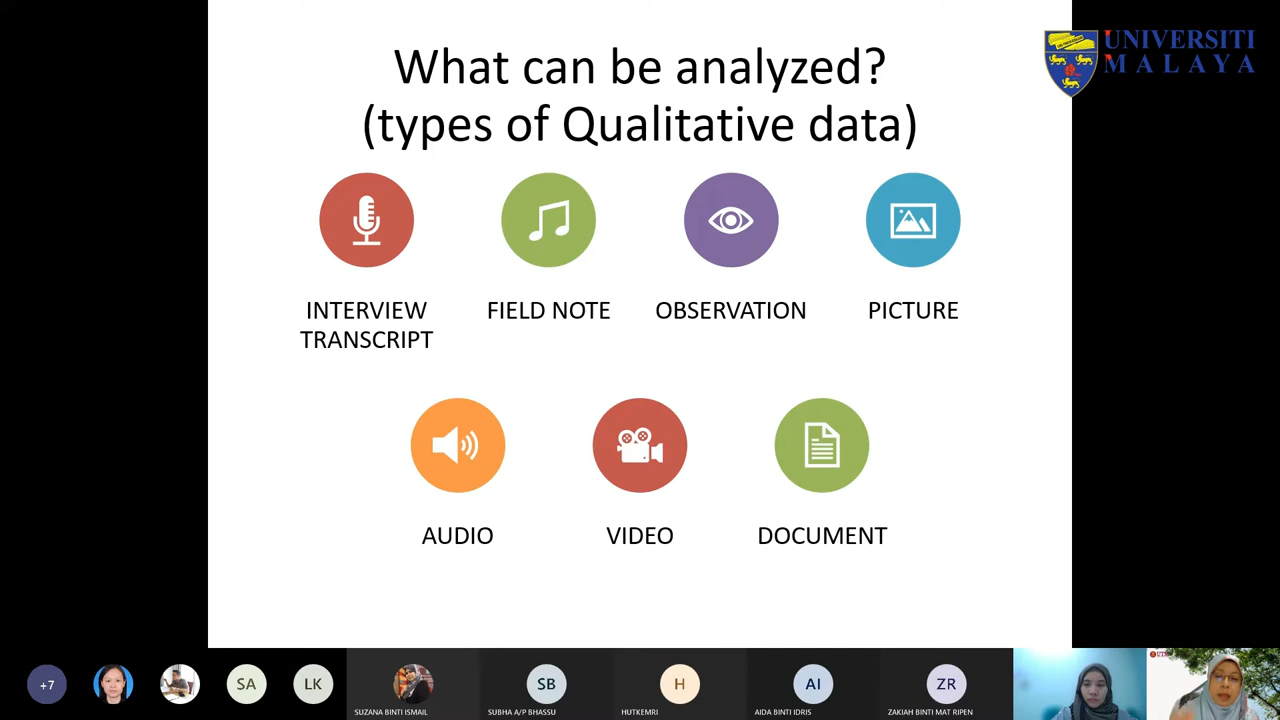 What can be analyzed?
(types of Qualitative data)
UNIVERSITI
MALAYA
INTERVIEW
TRANSCRIPT
FIELD NOTE
OBSERVATION
PICTURE
AUDIO
VIDEO
DOCUMENT
+7
SA
LK
SB
H
AI
ZR
SUZANA BINTI ISMAIL
SUBHA A/P BHASSU
HUTKEMRI
AIDA BINTI IDRIS
ZAKIAH BINTI MAT RIPEN